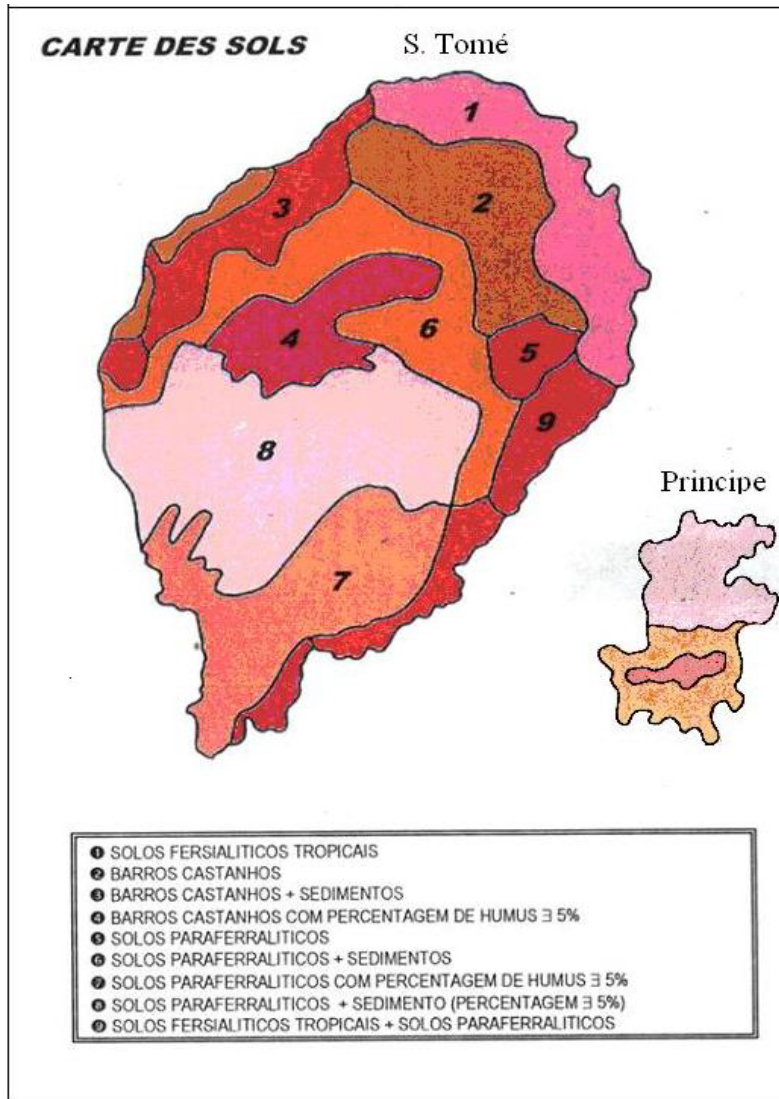 CARTE DES SOLS
S. Tomé
1
2
3
4
6
5
9
8
7
Principe
❶ SOLOS FERSIALITICOS TROPICAIS
❷ BARROS CASTANHOS
❸ BARROS CASTANHOS + SEDIMENTOS
❹ BARROS CASTANHOS COM PERCENTAGEM DE HUMUS ∃ 5%
❺ SOLOS PARAFERRALITICOS
❻ SOLOS PARAFERRALITICOS + SEDIMENTOS
❼ SOLOS PARAFERRALITICOS COM PERCENTAGEM DE HUMUS ∃ 5%
❽ SOLOS PARAFERRALITICOS + SEDIMENTO (PERCENTAGEM ∃ 5%)
❾ SOLOS FERSIALITICOS TROPICAIS + SOLOS PARAFERRALITICOS